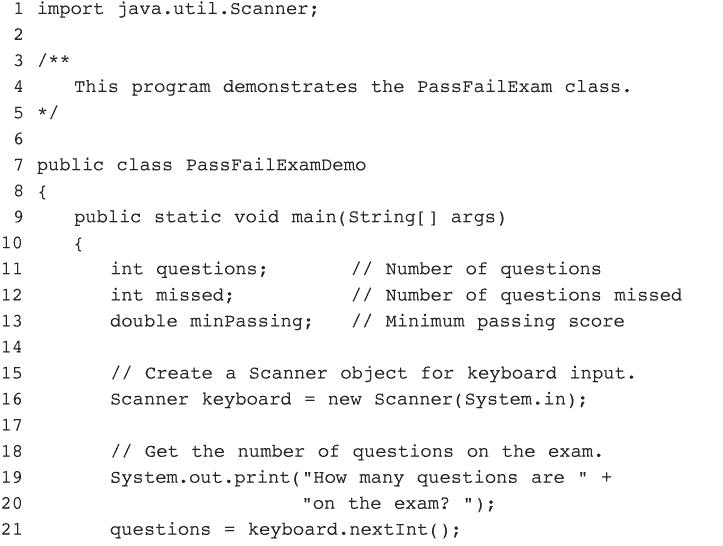 1 import java.util.Scanner;
2
3 /**
4    This program demonstrates the PassFailExam class.
5 */
6
7 public class PassFailExamDemo
8 {
9    public static void main(String[] args)
10    {
11       int questions;       // Number of questions
12       int missed;          // Number of questions missed
13       double minPassing;   // Minimum passing score
14
15       // Create a Scanner object for keyboard input.
16       Scanner keyboard = new Scanner(System.in);
17
18       // Get the number of questions on the exam.
19       System.out.print("How many questions are " +
20                        "on the exam? ");
21       questions = keyboard.nextInt();